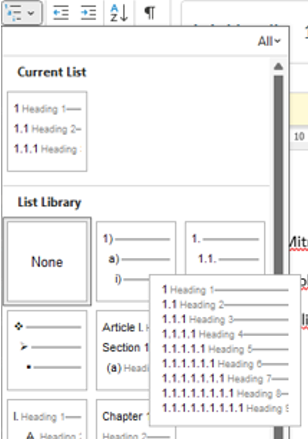 All
Current List
1 Heading 1
1.1 Heading 2
1.1.1 Heading
List Library
None
1)
a)
i)
1.
1.1.
Article I.
Section 1
(a) Headi
I. Heading 1
A. Heading
Chapter
Heading 2
1 Heading 1
1.1 Heading 2
1.1.1 Heading 3
1.1.1.1 Heading 4
1.1.1.1.1 Heading 5
1.1.1.1.1.1 Heading 6
1.1.1.1.1.1.1 Heading 7
1.1.1.1.1.1.1.1 Heading 8
1.1.1.1.1.1.1.1.1 Heading 9
10